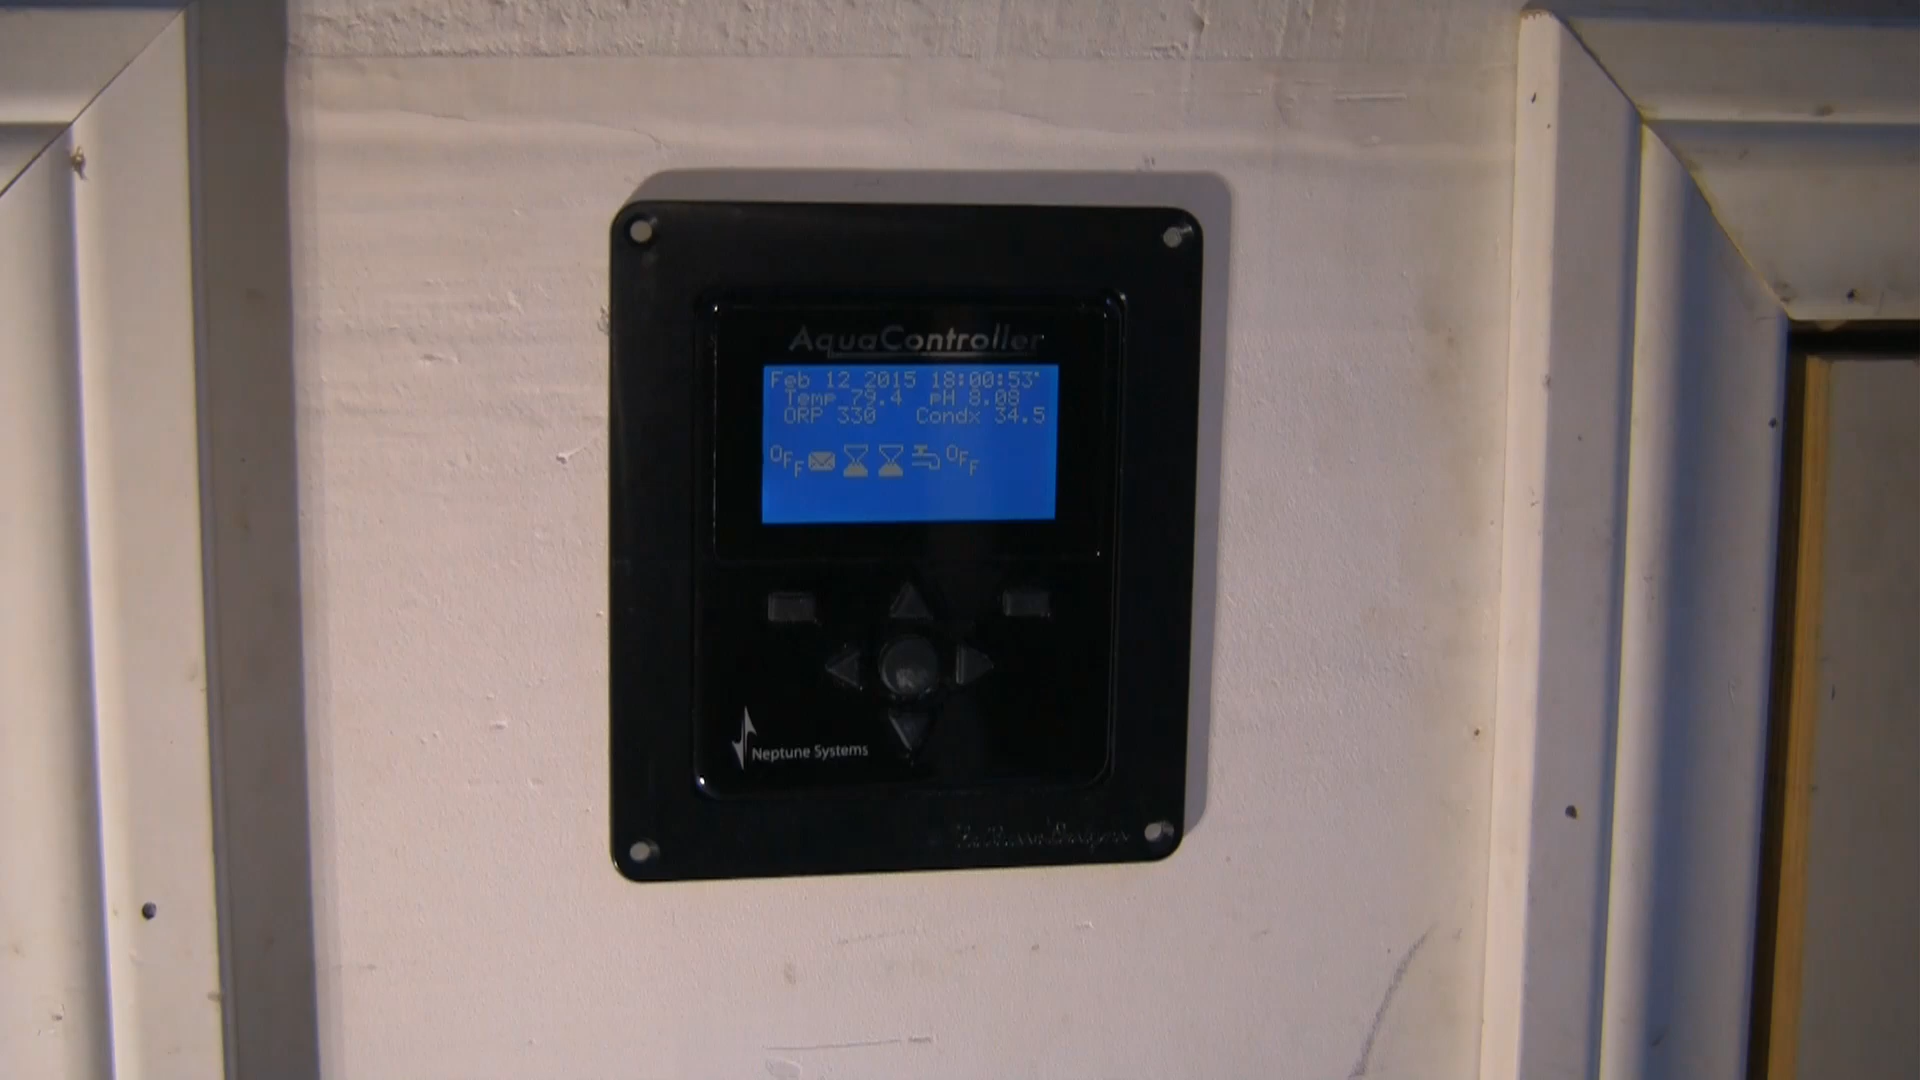 AquaController
Feb 12 2015 18:00:53
Temp 79.4 pH 8.08
ORP 330 Condx 34.5
OFF OFF
Neptune Systems